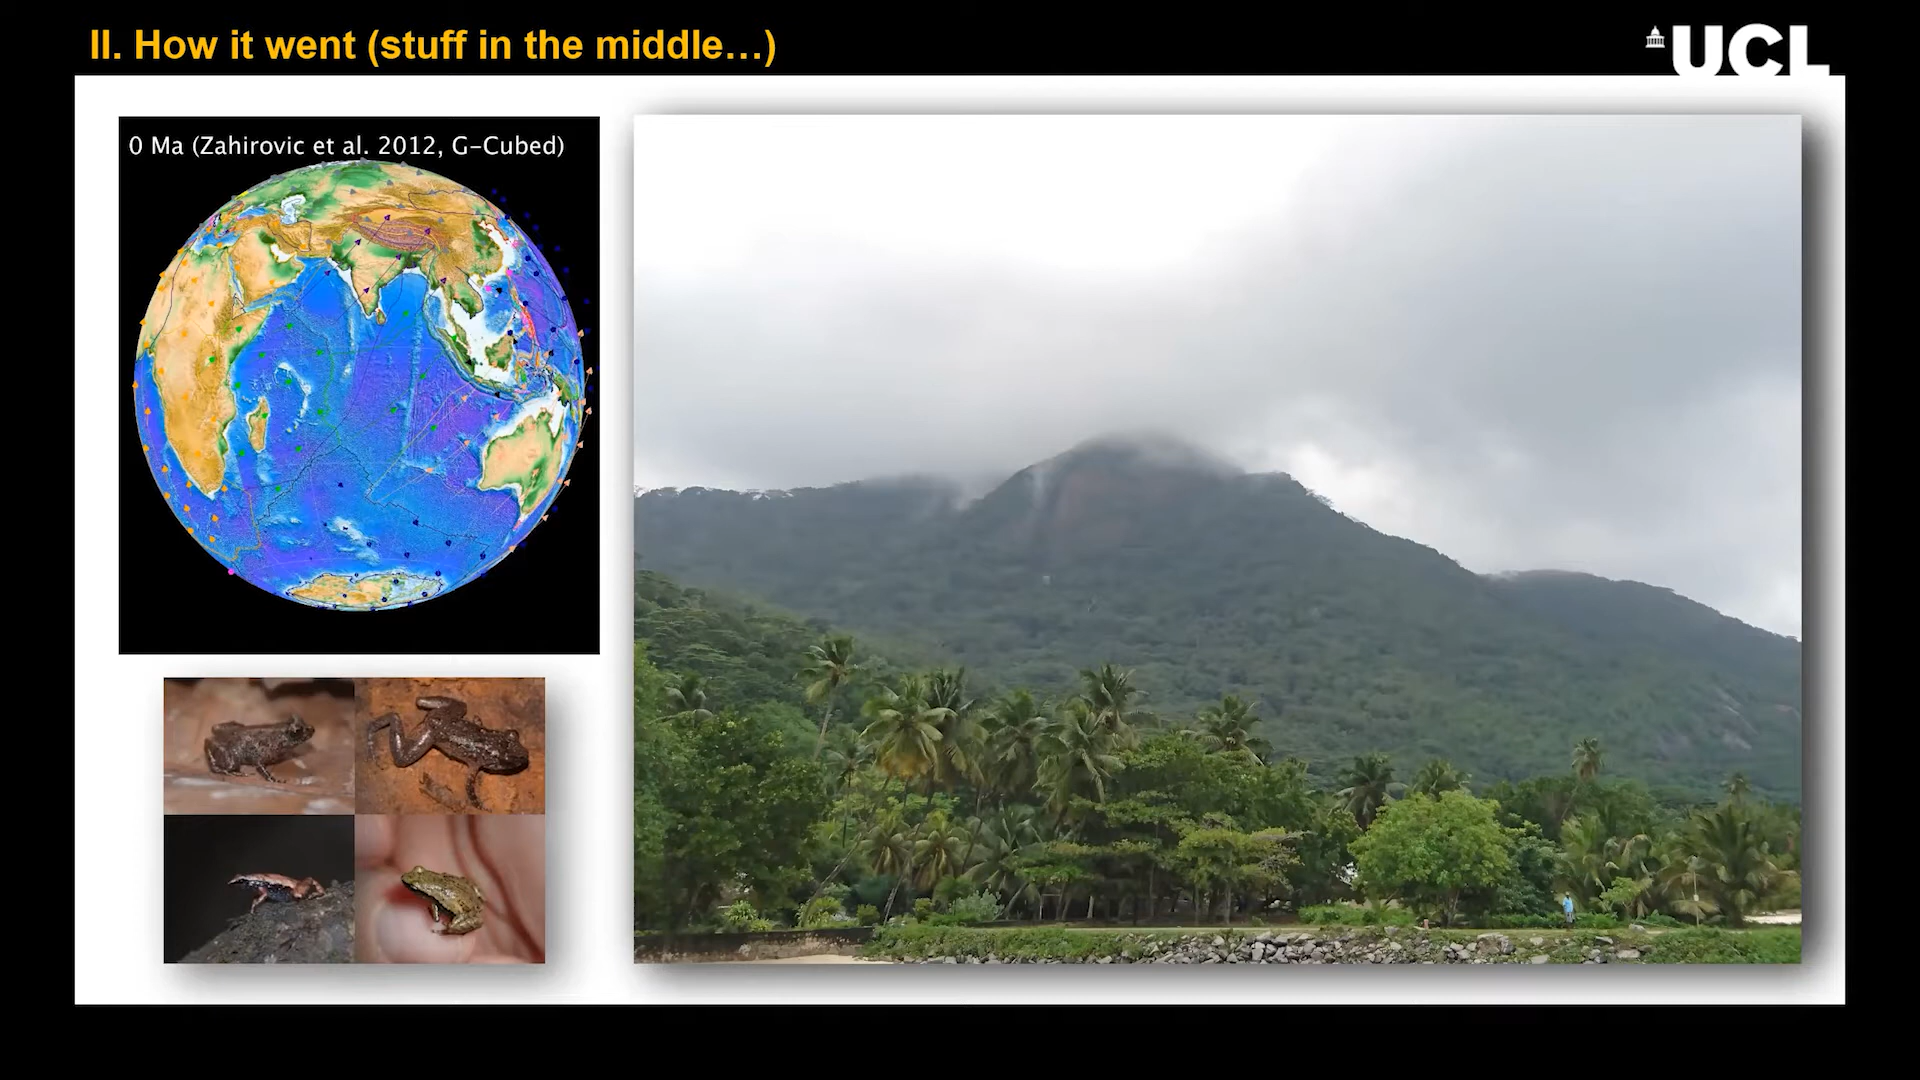 II. How it went (stuff in the middle...)
UCL
0 Ma (Zahirovic et al. 2012, G-Cubed)